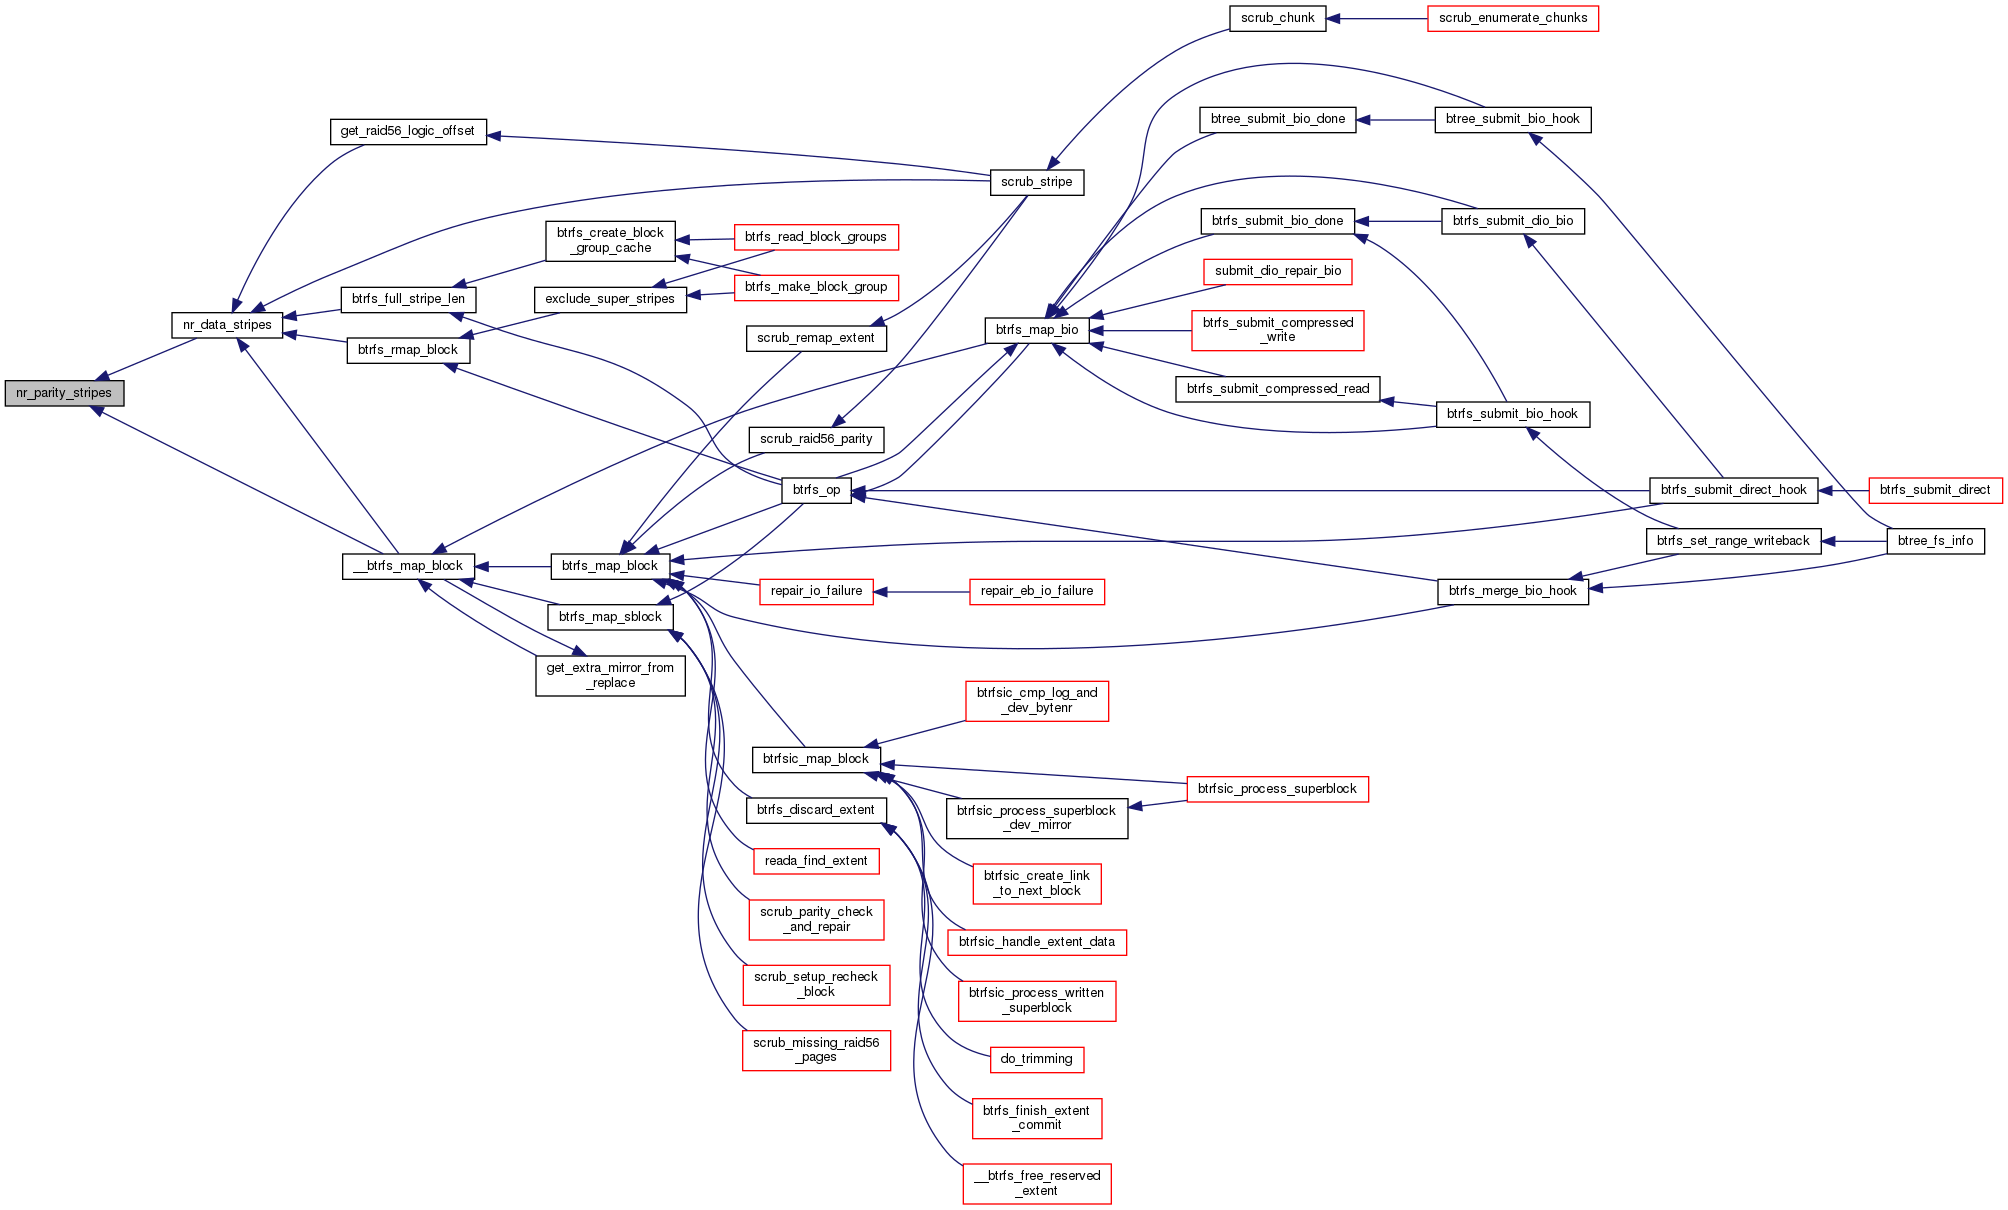 scrub_chunk
scrub_enumerate_chunks
get_raid56_logic_offset
btree_submit_bio_done
btree_submit_bio_hook
scrub_stripe
btrfs_create_block
_group_cache
btrfs_read_block_groups
btrfs_submit_bio_done
btrfs_submit_dio_bio
submit_dio_repair_bio
btrfs_full_stripe_len
exclude_super_stripes
btrfs_make_block_group
nr_data_stripes
scrub_remap_extent
btrfs_map_bio
btrfs_submit_compressed
_write
btrfs_rmap_block
nr_parity_stripes
btrfs_submit_compressed_read
btrfs_submit_bio_hook
scrub_raid56_parity
btrfs_op
btrfs_submit_direct_hook
btrfs_submit_direct
btrfs_set_range_writeback
btree_fs_info
__btrfs_map_block
btrfs_map_block
repair_io_failure
repair_eb_io_failure
btrfs_merge_bio_hook
btrfs_map_sblock
get_extra_mirror_from
_replace
btrfsic_cmp_log_and
_dev_bytenr
btrfsic_map_block
btrfsic_process_superblock
btrfs_discard_extent
btrfsic_process_superblock
_dev_mirror
reada_find_extent
btrfsic_create_link
_to_next_block
scrub_parity_check
_and_repair
btrfsic_handle_extent_data
scrub_setup_recheck
_block
btrfsic_process_written
_superblock
scrub_missing_raid56
_pages
do_trimming
btrfs_finish_extent
_commit
__btrfs_free_reserved
_extent